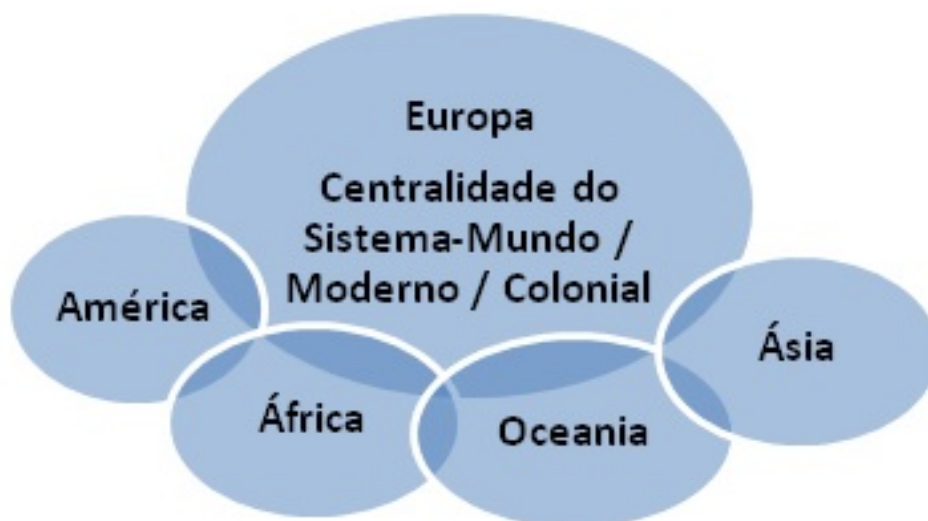 Europa
Centralidade do
Sistema-Mundo /
Moderno / Colonial
América
África
Oceania
Ásia